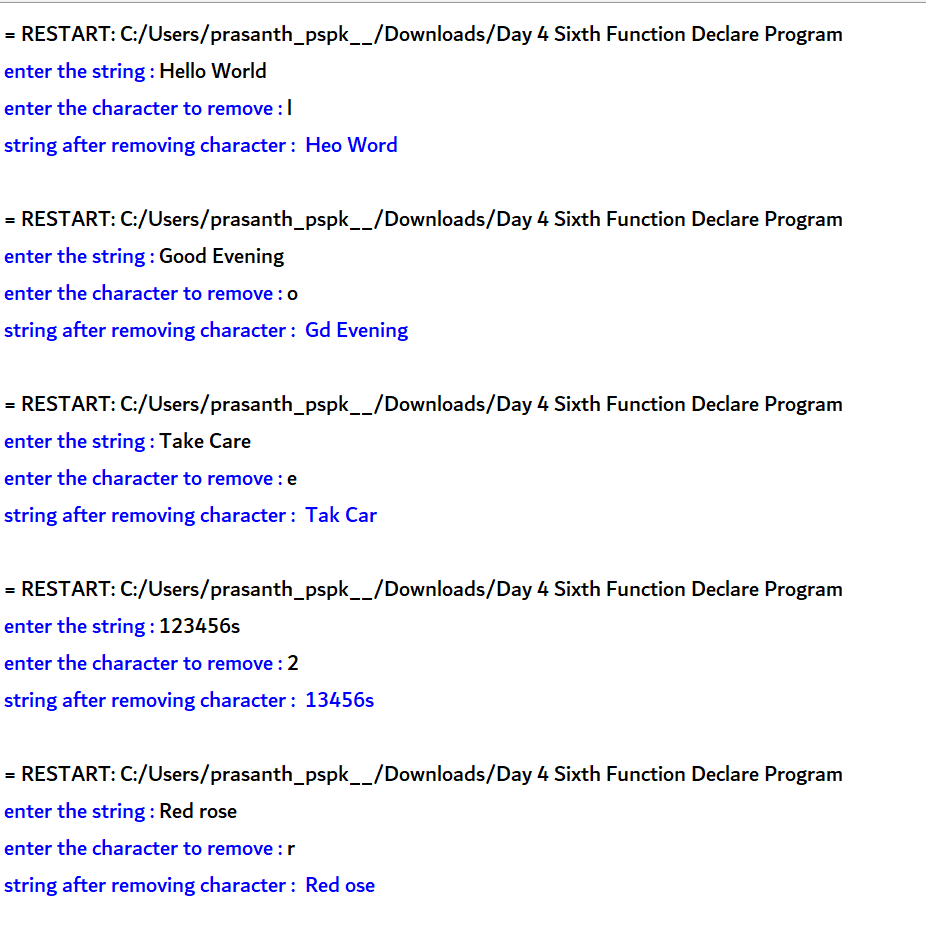 = RESTART: C:/Users/prasanth_pspk__/Downloads/Day 4 Sixth Function Declare Program
enter the string : Hello World
enter the character to remove : l
string after removing character :  Heo Word
= RESTART: C:/Users/prasanth_pspk__/Downloads/Day 4 Sixth Function Declare Program
enter the string : Good Evening
enter the character to remove : o
string after removing character :  Gd Evening
= RESTART: C:/Users/prasanth_pspk__/Downloads/Day 4 Sixth Function Declare Program
enter the string : Take Care
enter the character to remove : e
string after removing character :  Tak Car
= RESTART: C:/Users/prasanth_pspk__/Downloads/Day 4 Sixth Function Declare Program
enter the string : 123456s
enter the character to remove : 2
string after removing character :  13456s
= RESTART: C:/Users/prasanth_pspk__/Downloads/Day 4 Sixth Function Declare Program
enter the string : Red rose
enter the character to remove : r
string after removing character :  Red ose